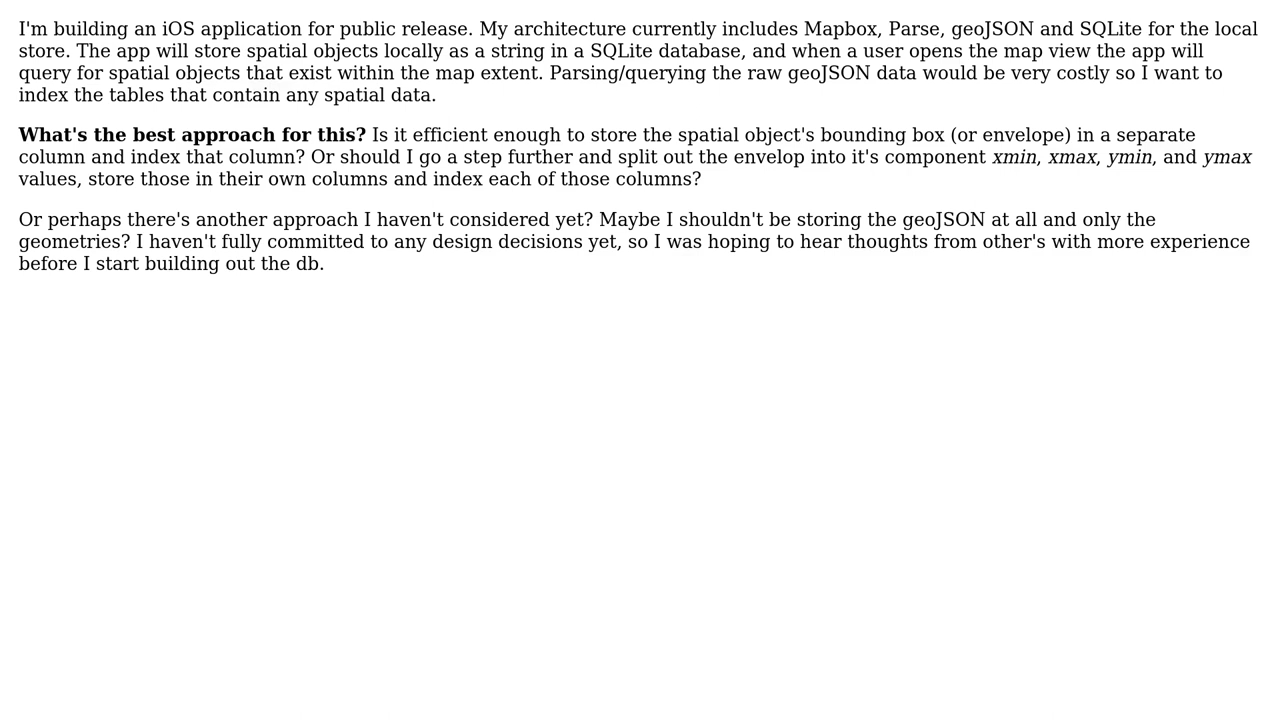 I'm building an iOS application for public release. My architecture currently includes Mapbox, Parse, geoJSON and SQLite for the local
store. The app will store spatial objects locally as a string in a SQLite database, and when a user opens the map view the app will
query for spatial objects that exist within the map extent. Parsing/querying the raw geoJSON data would be very costly so I want to
index the tables that contain any spatial data.
What's the best approach for this? Is it efficient enough to store the spatial object's bounding box (or envelope) in a separate
column and index that column? Or should I go a step further and split out the envelop into it's component xmin, xmax, ymin, and ymax
values, store those in their own columns and index each of those columns?
Or perhaps there's another approach I haven't considered yet? Maybe I shouldn't be storing the geoJSON at all and only the
geometries? I haven't fully committed to any design decisions yet, so I was hoping to hear thoughts from other's with more experience
before I start building out the db.